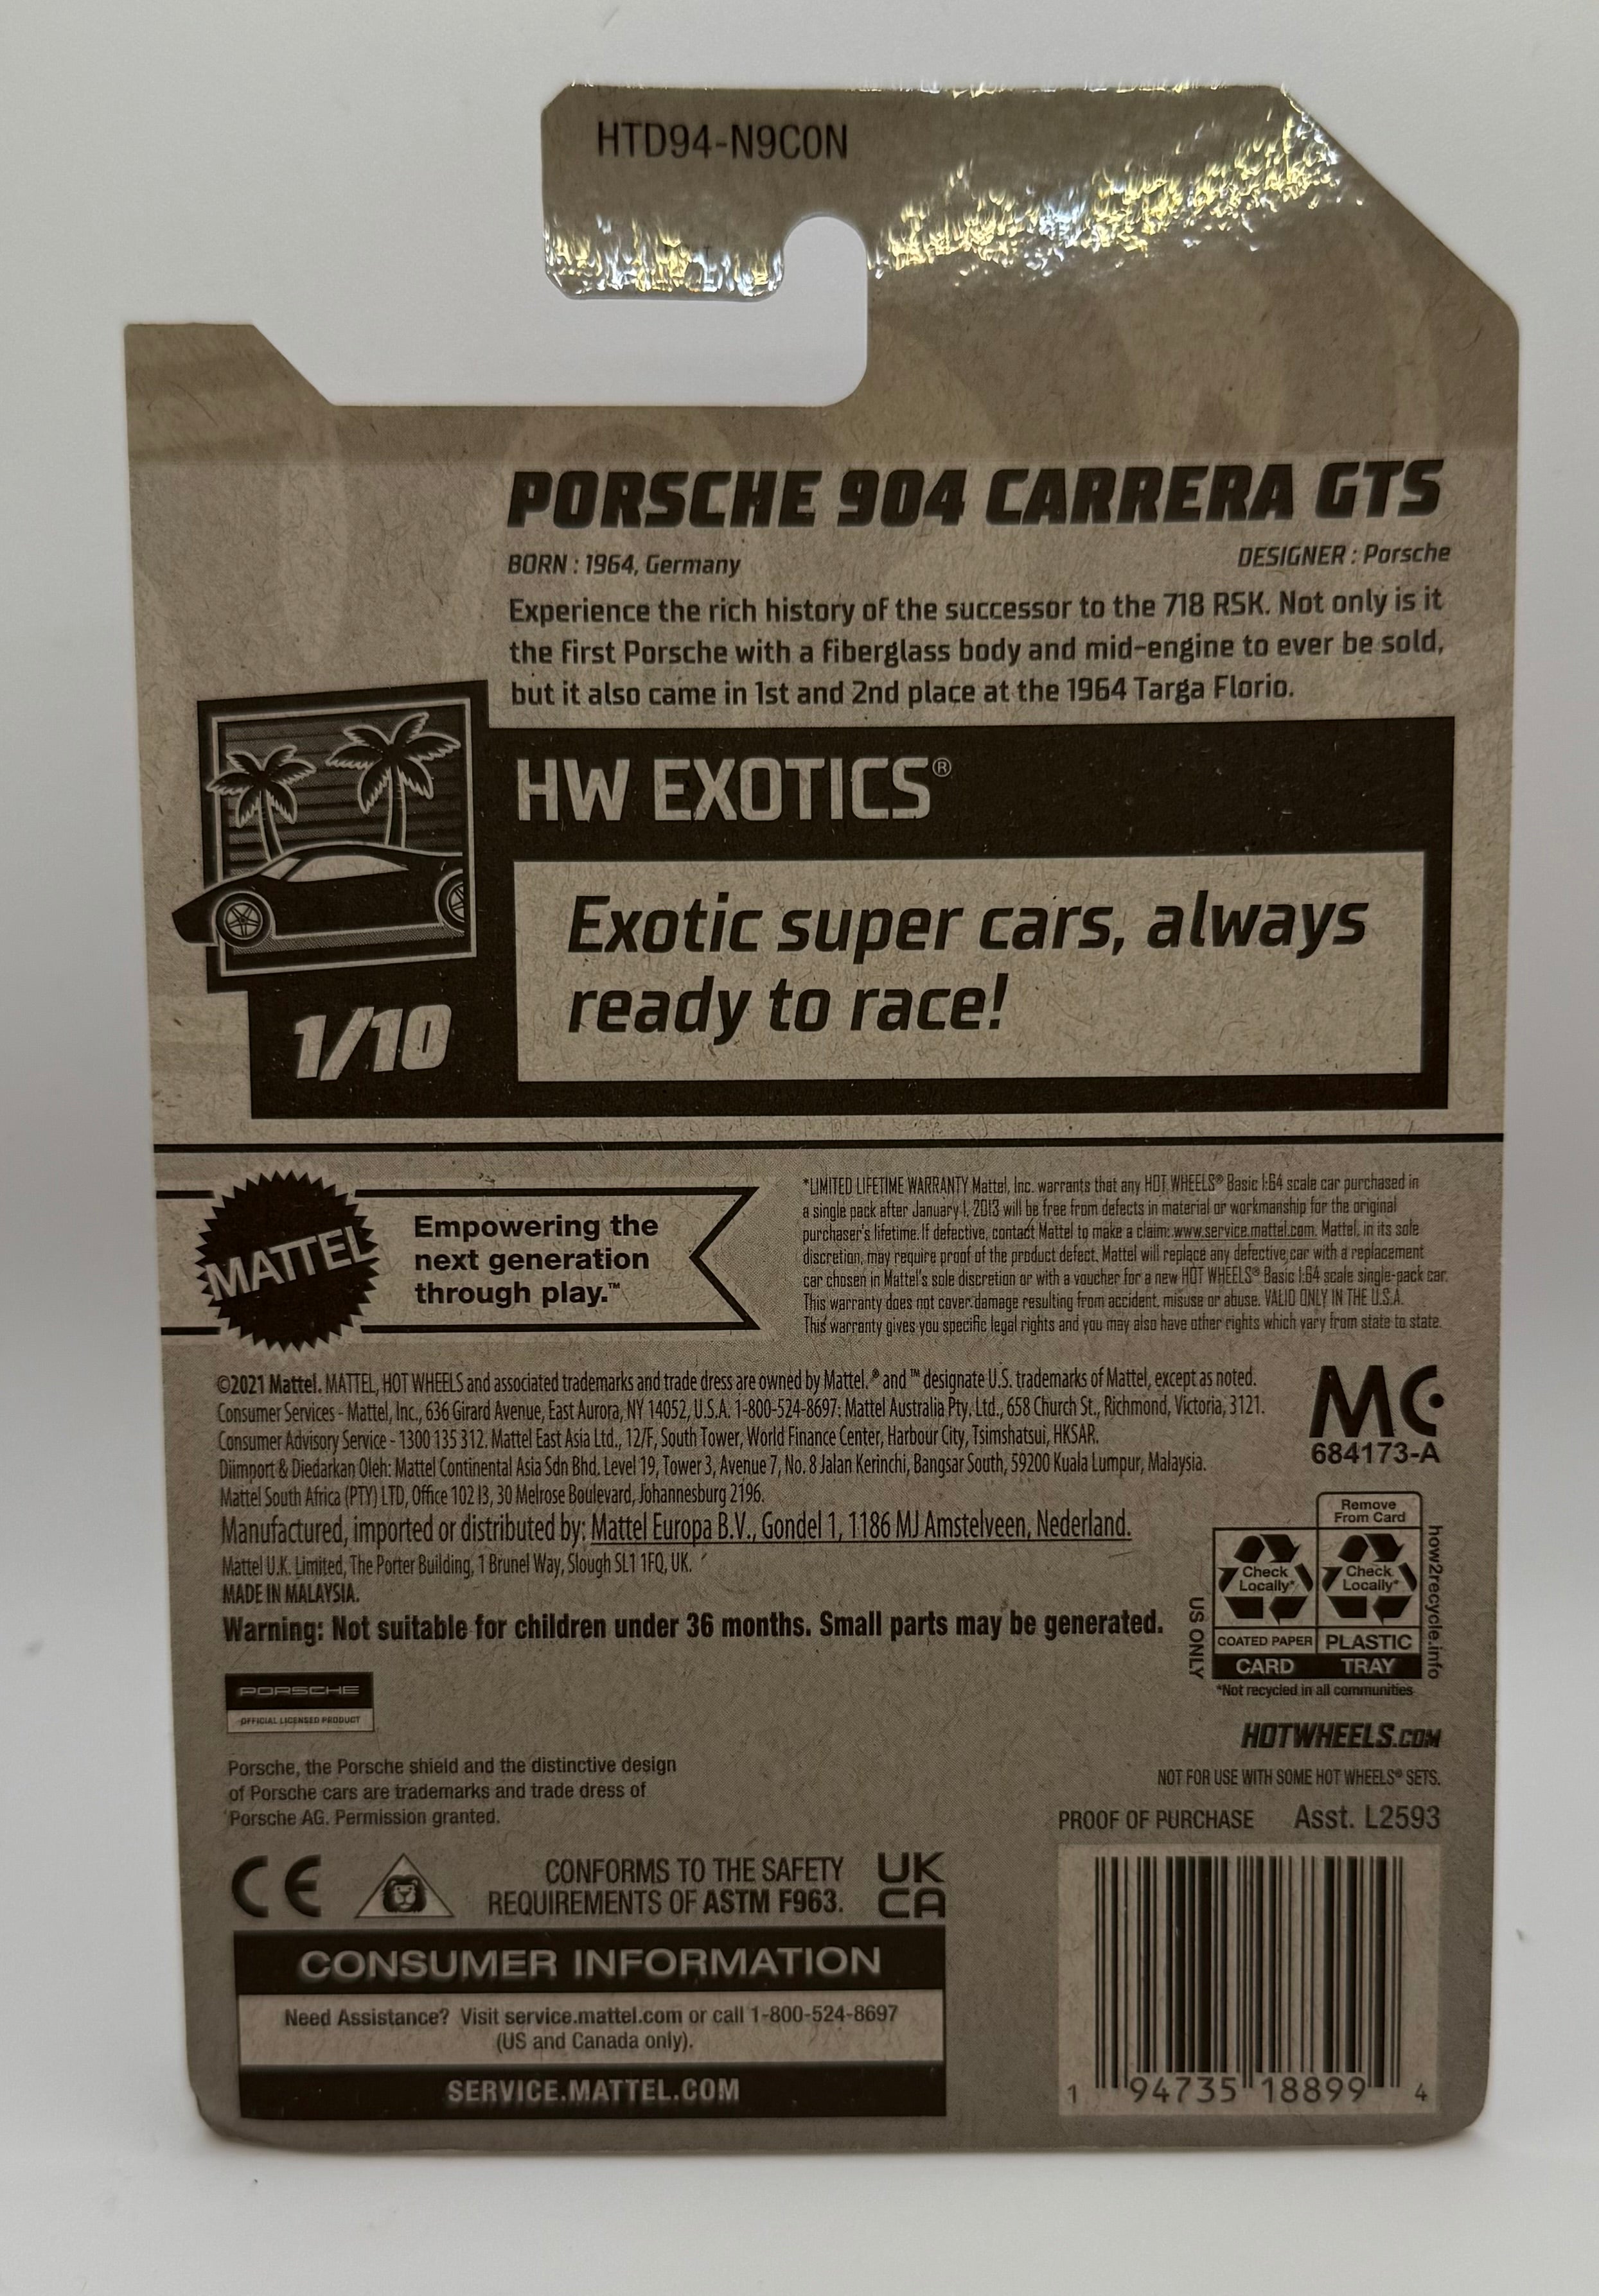 HTD94-N9C0N
PORSCHE 904 CARRERA GTS
BORN : 1964, Germany
DESIGNER : Porsche
Experience the rich history of the successor to the 718 RSK. Not only is it
the first Porsche with a fiberglass body and mid-engine to ever be sold,
but it also came in 1st and 2nd place at the 1964 Targa Florio.
HW EXOTICS®
Exotic super cars, always
ready to race!
1/10
MATTEL
Empowering the
next generation
through play.™
*LIMITED LIFETIME WARRANTY Mattel, Inc. warrants that any HOT WHEELS® Basic 1:64 scale car purchased in
a single pack after January 1, 2013 will be free from defects in material or workmanship for the original
purchaser's lifetime. If defective, contact Mattel to make a claim: www.service.mattel.com. Mattel, in its sole
discretion, may require proof of the product defect. Mattel will replace any defective car with a replacement
car chosen in Mattel's sole discretion or with a voucher for a new HOT WHEELS® Basic 1:64 scale single-pack car.
This warranty does not cover damage resulting from accident, misuse or abuse. VALID ONLY IN THE U.S.A.
This warranty gives you specific legal rights and you may also have other rights which vary from state to state.
©2021 Mattel. MATTEL, HOT WHEELS and associated trademarks and trade dress are owned by Mattel. ® and ™ designate U.S. trademarks of Mattel, except as noted.
Consumer Services - Mattel, Inc., 636 Girard Avenue, East Aurora, NY 14052, U.S.A. 1-800-524-8697; Mattel Australia Pty. Ltd., 658 Church St., Richmond, Victoria, 3121.
Consumer Advisory Service - 1300 135 312. Mattel East Asia Ltd., 12/F, South Tower, World Finance Center, Harbour City, Tsimshatsui, HKSAR.
Diimport & Diedarkan Oleh: Mattel Continental Asia Sdn Bhd. Level 19, Tower 3, Avenue 7, No. 8 Jalan Kerinchi, Bangsar South, 59200 Kuala Lumpur, Malaysia.
Mattel South Africa (PTY) LTD, Office 102 I3, 30 Melrose Boulevard, Johannesburg 2196.
Manufactured, imported or distributed by: Mattel Europa B.V., Gondel 1, 1186 MJ Amstelveen, Nederland.
Mattel U.K. Limited, The Porter Building, 1 Brunel Way, Slough SL1 1FQ, UK.
MADE IN MALAYSIA.
Warning: Not suitable for children under 36 months. Small parts may be generated.
MC
684173-A
Remove
From Card
Check
Locally*
Check
Locally*
COATED PAPER
PLASTIC
CARD
TRAY
US ONLY
how2recycle.info
*Not recycled in all communities
PORSCHE
OFFICIAL LICENSED PRODUCT
Porsche, the Porsche shield and the distinctive design
of Porsche cars are trademarks and trade dress of
Porsche AG. Permission granted.
HOTWHEELS.COM
NOT FOR USE WITH SOME HOT WHEELS® SETS.
PROOF OF PURCHASE Asst. L2593
CE
CONFORMS TO THE SAFETY
REQUIREMENTS OF ASTM F963.
UK
CA
CONSUMER INFORMATION
Need Assistance? Visit service.mattel.com or call 1-800-524-8697
(US and Canada only).
SERVICE.MATTEL.COM
1 94735 18899 4